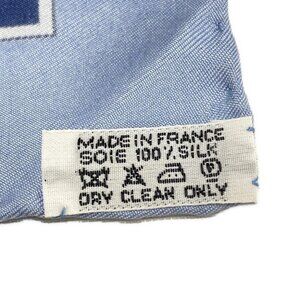 MADE IN FRANCE
SOIE 100% SILK
P
DRY CLEAN ONLY